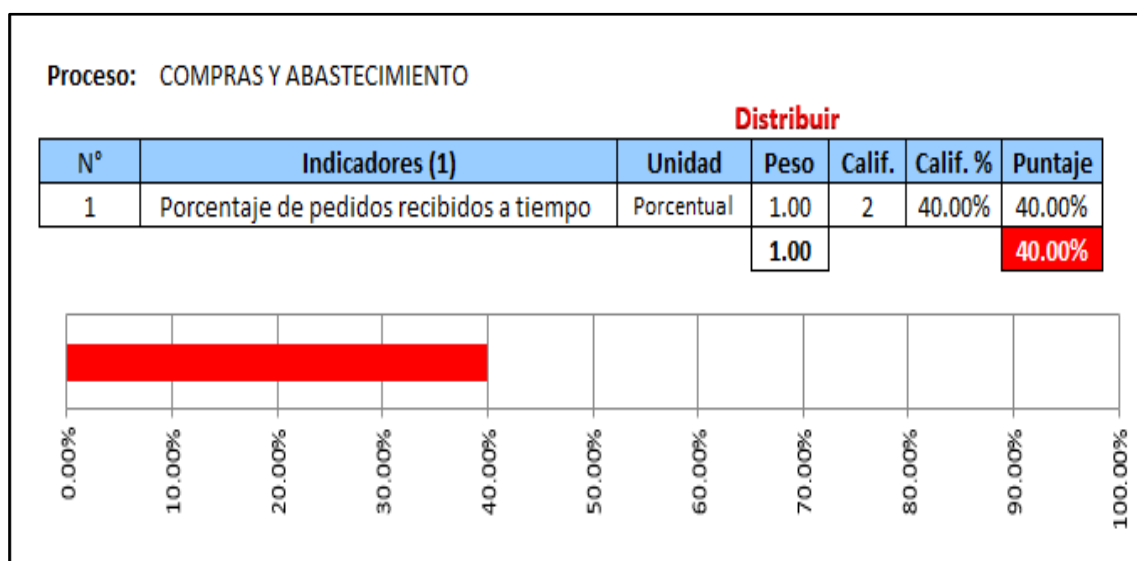 Proceso: COMPRAS Y ABASTECIMIENTO
Distribuir
N° Indicadores (1) Unidad Peso Calif. Calif. % Puntaje
1 Porcentaje de pedidos recibidos a tiempo Porcentual 1.00 2 40.00% 40.00%
1.00 40.00%
0.00% 10.00% 20.00% 30.00% 40.00% 50.00% 60.00% 70.00% 80.00% 90.00% 100.00%